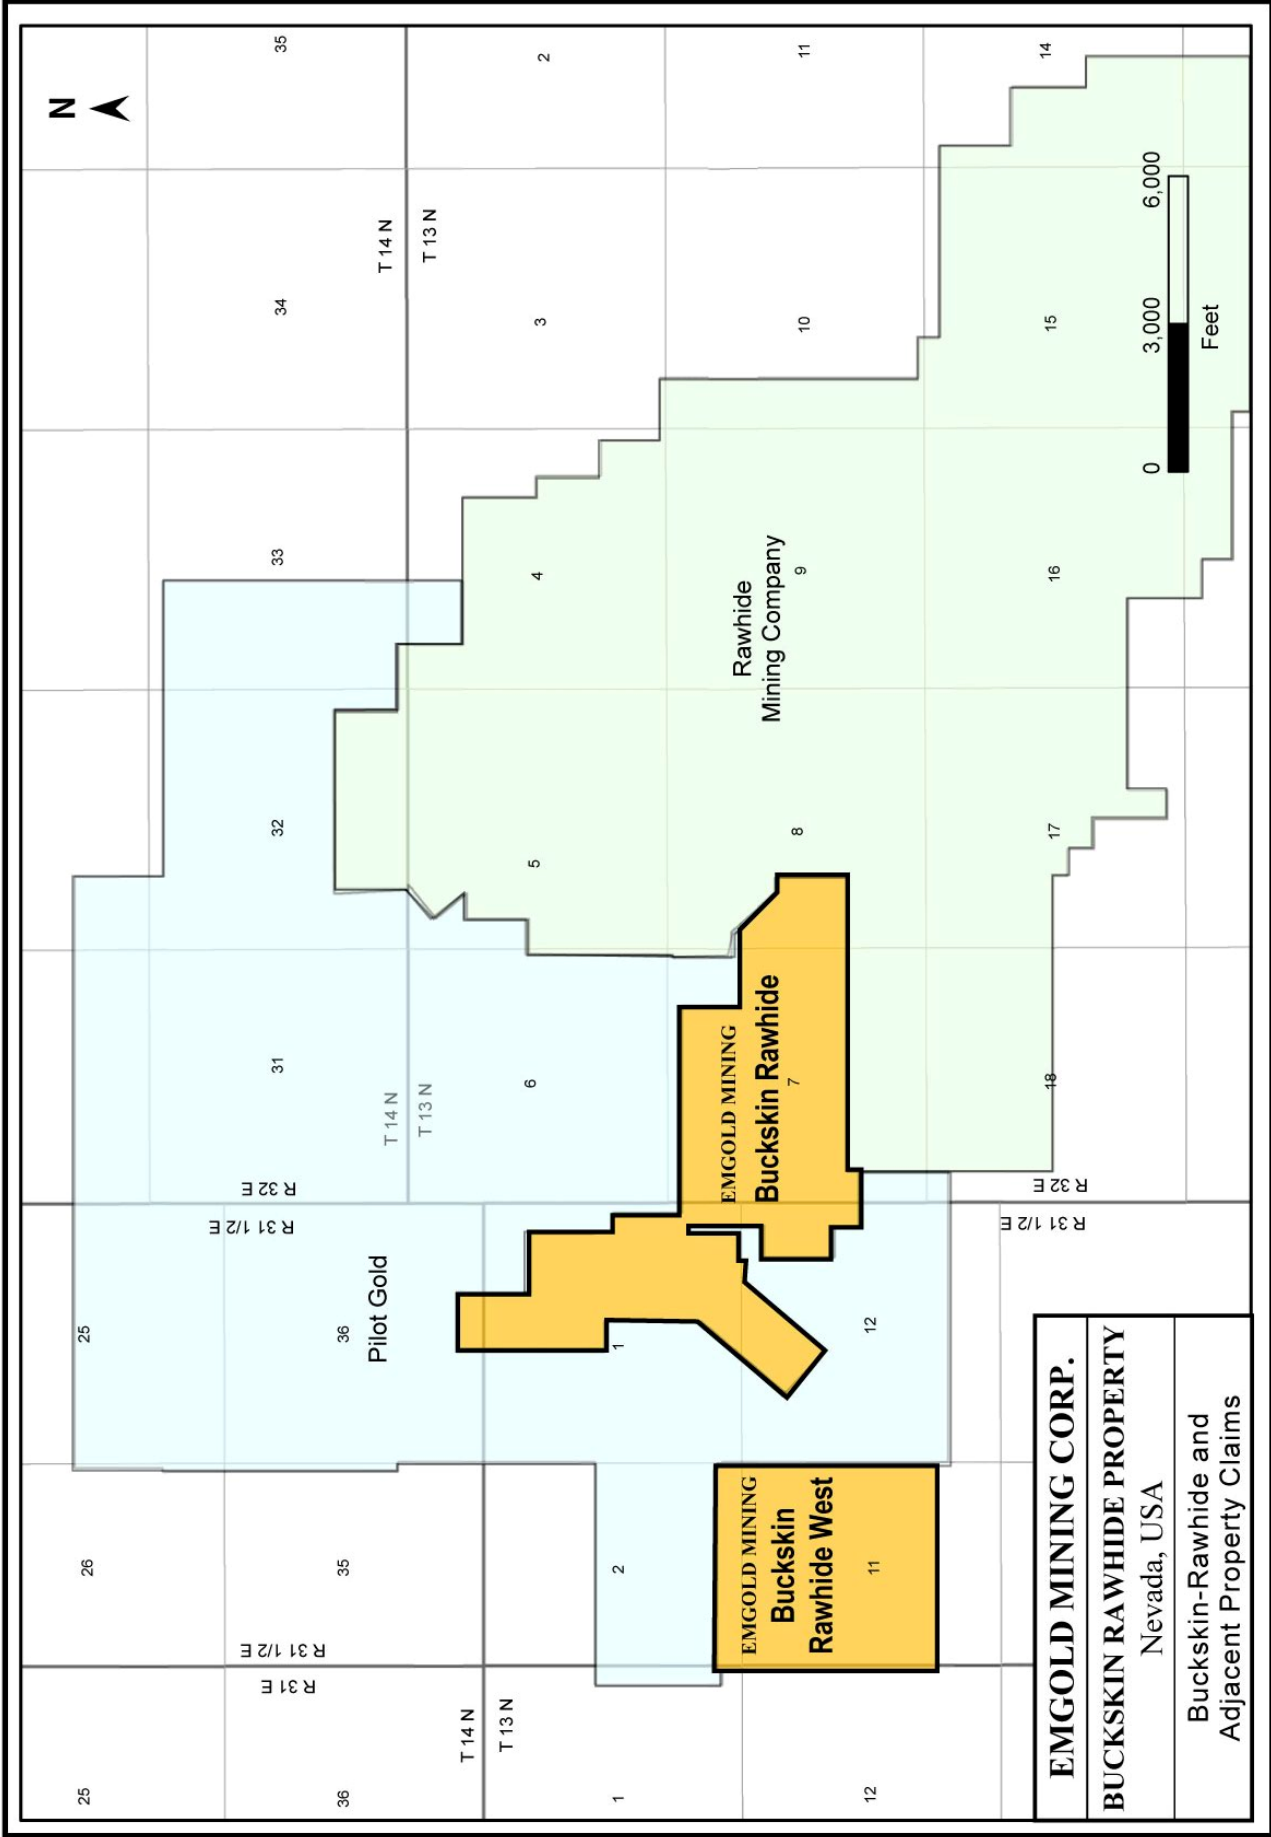 N
25
26
25
R 31 E
R 31 1/2 E
R 31 1/2 E
R 32 E
31
32
33
34
35
36
35
36
Pilot Gold
T 14 N
T 13 N
T 14 N
T 13 N
T 14 N
T 13 N
6
5
4
3
2
1
2
1
EMGOLD MINING
Buckskin
Rawhide West
EMGOLD MINING
Buckskin Rawhide
7
8
Rawhide
Mining Company
9
10
11
12
11
12
R 31 1/2 E
R 32 E
18
17
16
15
14
0
3,000
6,000
Feet
EMGOLD MINING CORP.
BUCKSKIN RAWHIDE PROPERTY
Nevada, USA
Buckskin-Rawhide and
Adjacent Property Claims